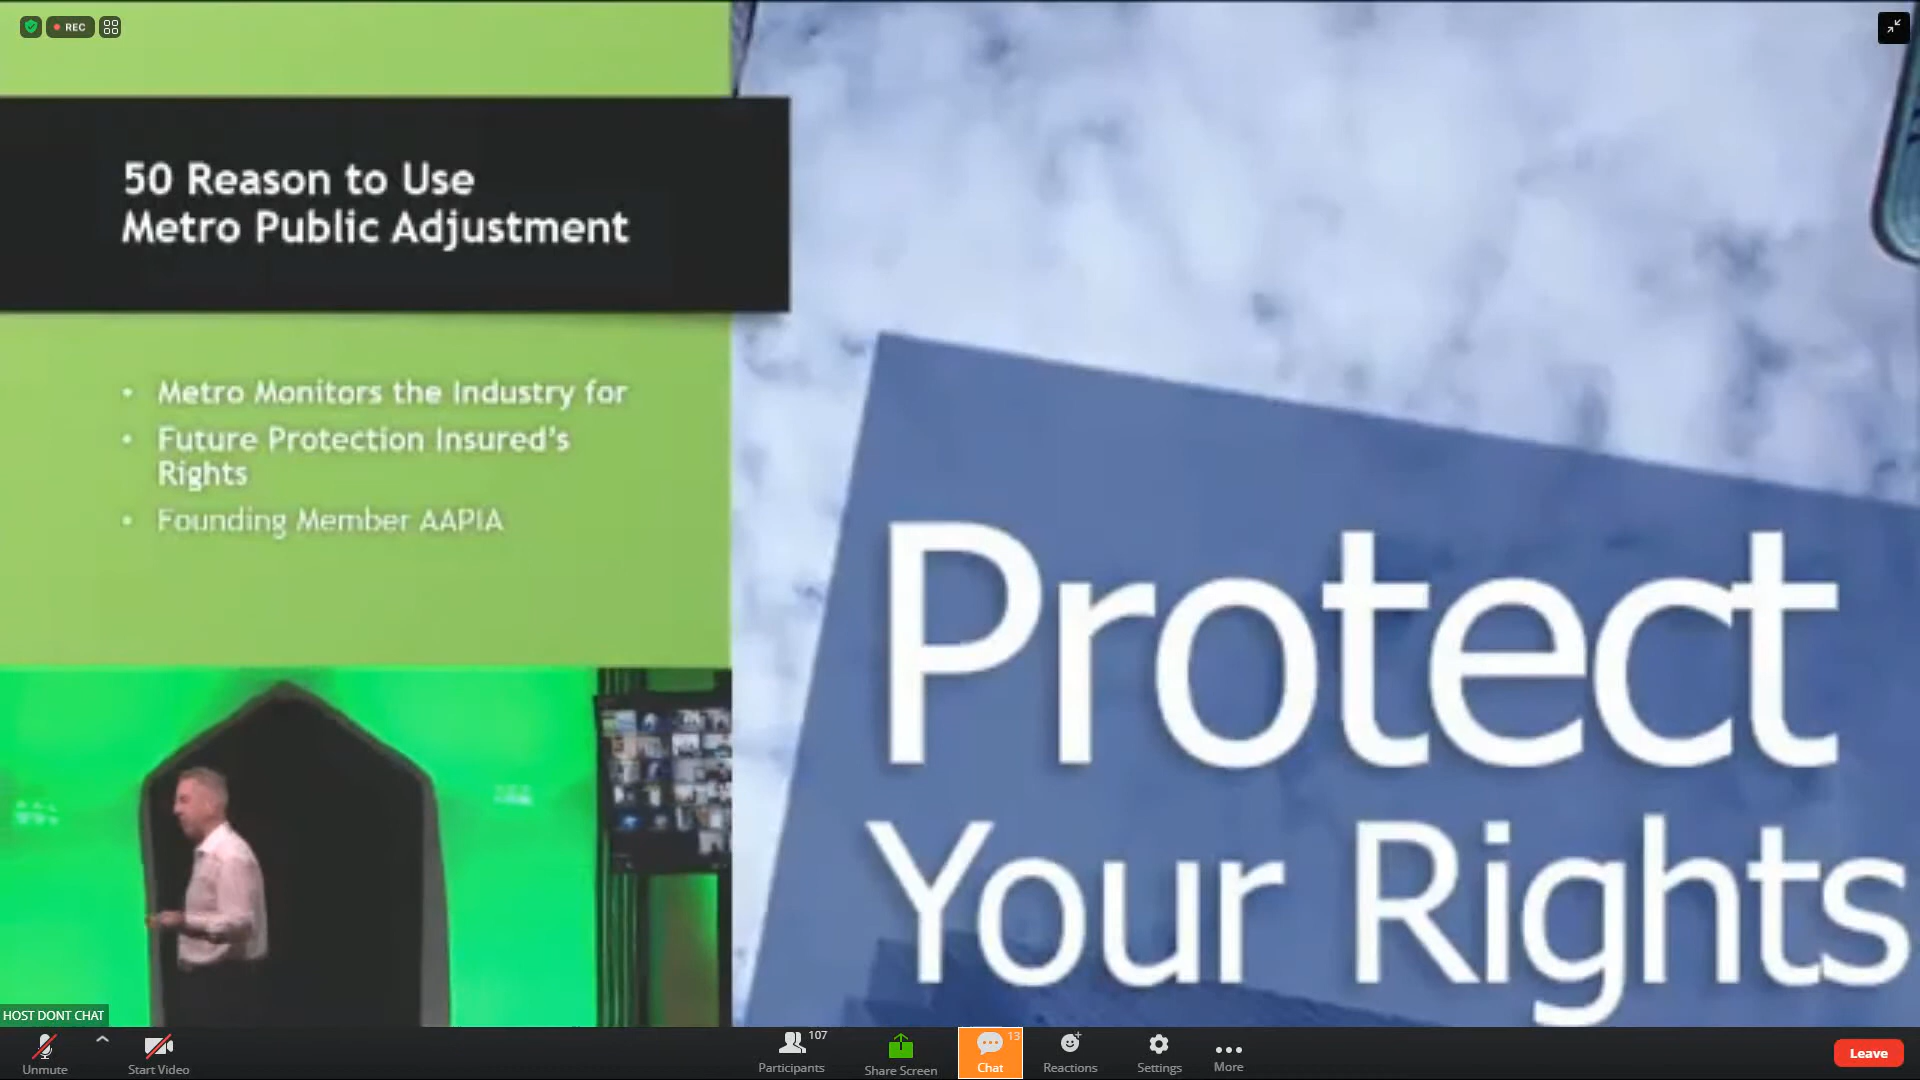 REC
50 Reason to Use
Metro Public Adjustment
• Metro Monitors the Industry for
• Future Protection Insured's
Rights
• Founding Member AAPIA
Protect
Your Rights
HOST DONT CHAT
Unmute
Start Video
107
Participants
Share Screen
13
Chat
Reactions
Settings
More
Leave